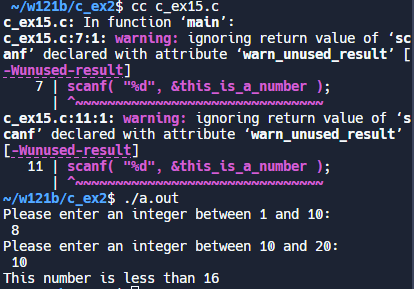 ~/w121b/c_ex2$ cc c_ex15.c
c_ex15.c: In function ‘main’:
c_ex15.c:7:1: warning: ignoring return value of ‘sc
anf’ declared with attribute ‘warn_unused_result’ [
-Wunused-result]
7 | scanf( "%d", &this_is_a_number );
| ^~~~~~~~~~~~~~~~~~~~~~~~~~~~~~~~
c_ex15.c:11:1: warning: ignoring return value of ‘s
canf’ declared with attribute ‘warn_unused_result’
[-Wunused-result]
11 | scanf( "%d", &this_is_a_number );
| ^~~~~~~~~~~~~~~~~~~~~~~~~~~~~~~~
~/w121b/c_ex2$ ./a.out
Please enter an integer between 1 and 10:
8
Please enter an integer between 10 and 20:
10
This number is less than 16